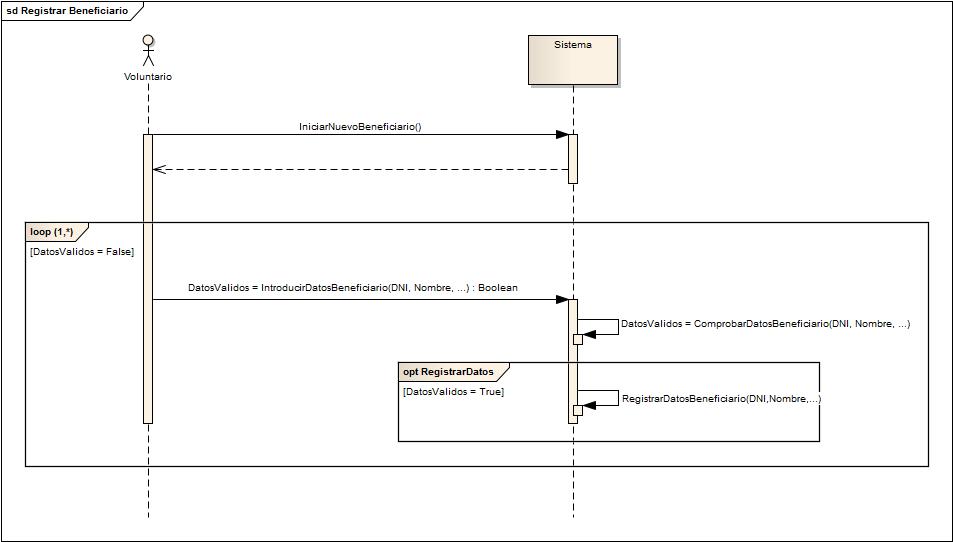 sd Registrar Beneficiario
Voluntario
Sistema
IniciarNuevoBeneficiario()
loop (1,*)
[DatosValidos = False]
DatosValidos = IntroducirDatosBeneficiario(DNI, Nombre, ...) : Boolean
DatosValidos = ComprobarDatosBeneficiario(DNI, Nombre, ...)
opt RegistrarDatos
[DatosValidos = True]
RegistrarDatosBeneficiario(DNI,Nombre,...)